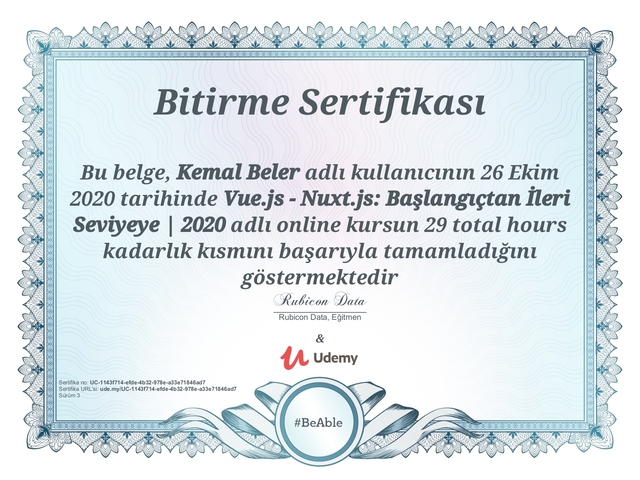 Bitirme Sertifikası
Bu belge, Kemal Beler adlı kullanıcının 26 Ekim
2020 tarihinde Vue.js - Nuxt.js: Başlangıçtan İleri
Seviyeye | 2020 adlı online kursun 29 total hours
kadarlık kısmını başarıyla tamamladığını
göstermektedir
Rubicon Data
Rubicon Data, Eğitmen
&
Udemy
Sertifika no: UC-1143f714-efde-4b32-978e-a33e71846ad7
Sertifika URL'si: ude.my/UC-1143f714-efde-4b32-978e-a33e71846ad7
Sürüm 3
#BeAble